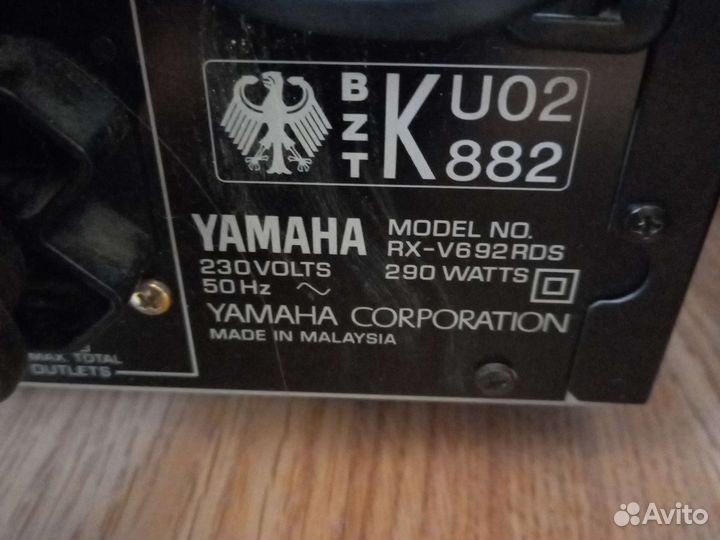 BZT K U02
882
YAMAHA MODEL NO.
RX-V692RDS
230 VOLTS 290 WATTS
50 Hz ~
YAMAHA CORPORATION
MADE IN MALAYSIA
MAX TOTAL
OUTLETS
Avito